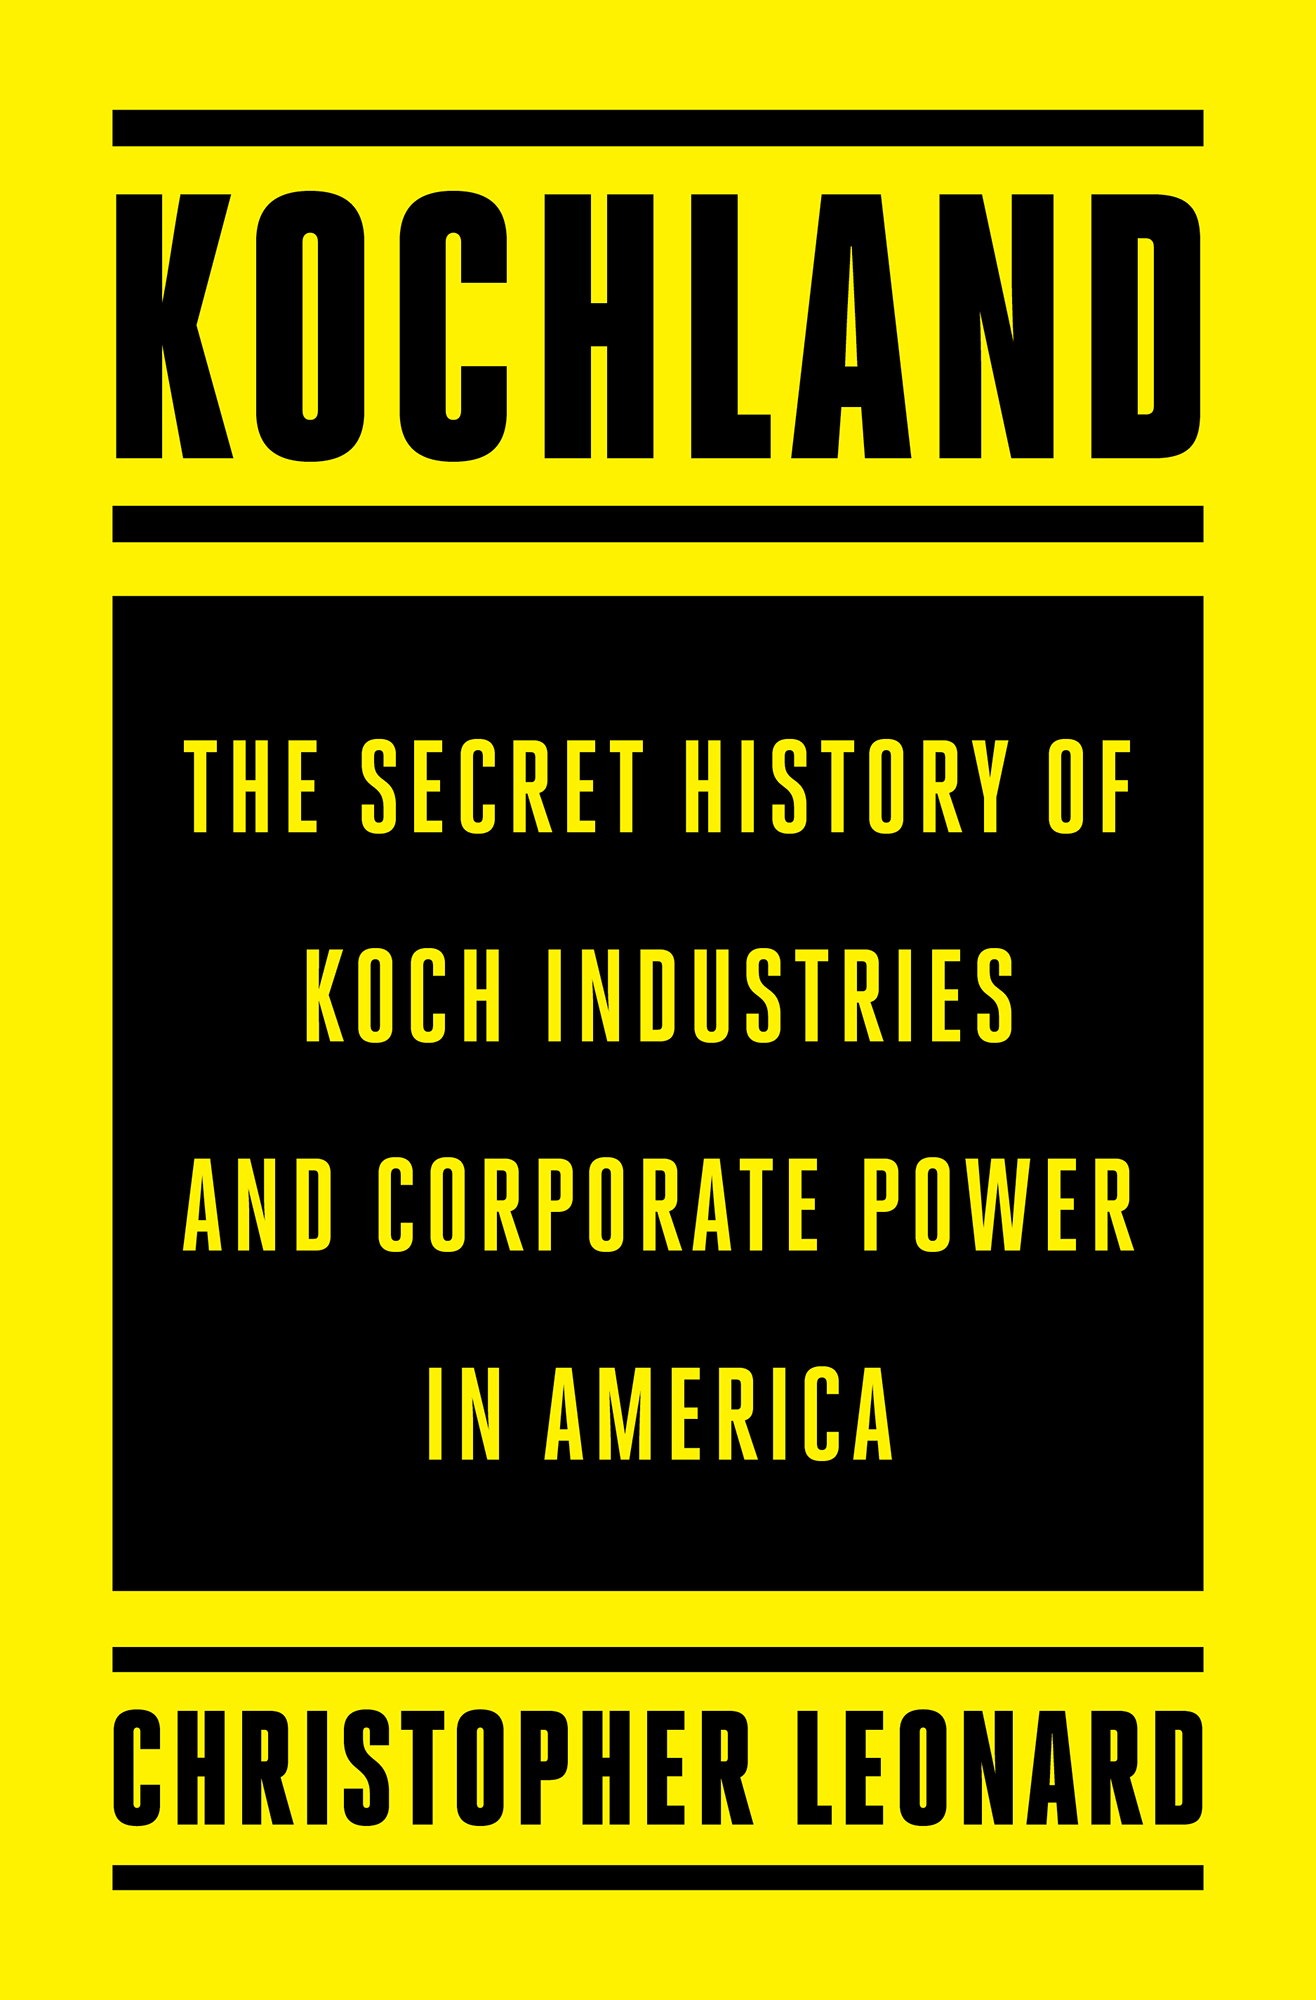 KOCHLAND
THE SECRET HISTORY OF
KOCH INDUSTRIES
AND CORPORATE POWER
IN AMERICA
CHRISTOPHER LEONARD